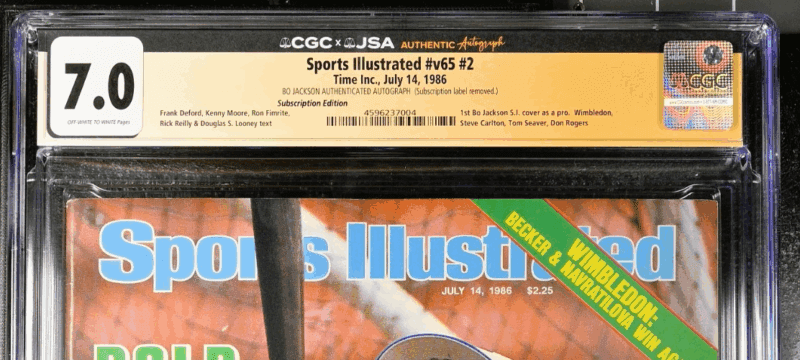 CGC x JSA AUTHENTIC Autograph
7.0
OFF-WHITE TO WHITE Pages
Sports Illustrated #v65 #2
Time Inc., July 14, 1986
BO JACKSON AUTHENTICATED AUTOGRAPH. (Subscription label removed.)
Subscription Edition
Frank Deford, Kenny Moore, Ron Fimrite,
Rick Reilly & Douglas S. Looney text
4596237004
1st Bo Jackson S.I. cover as a pro. Wimbledon,
Steve Carlton, Tom Seaver, Don Rogers
CGC
Sports Illustrated
JULY 14, 1986 $2.25
WIMBLEDON:
BECKER & NAVRATILOVA WIN AG
BOLD